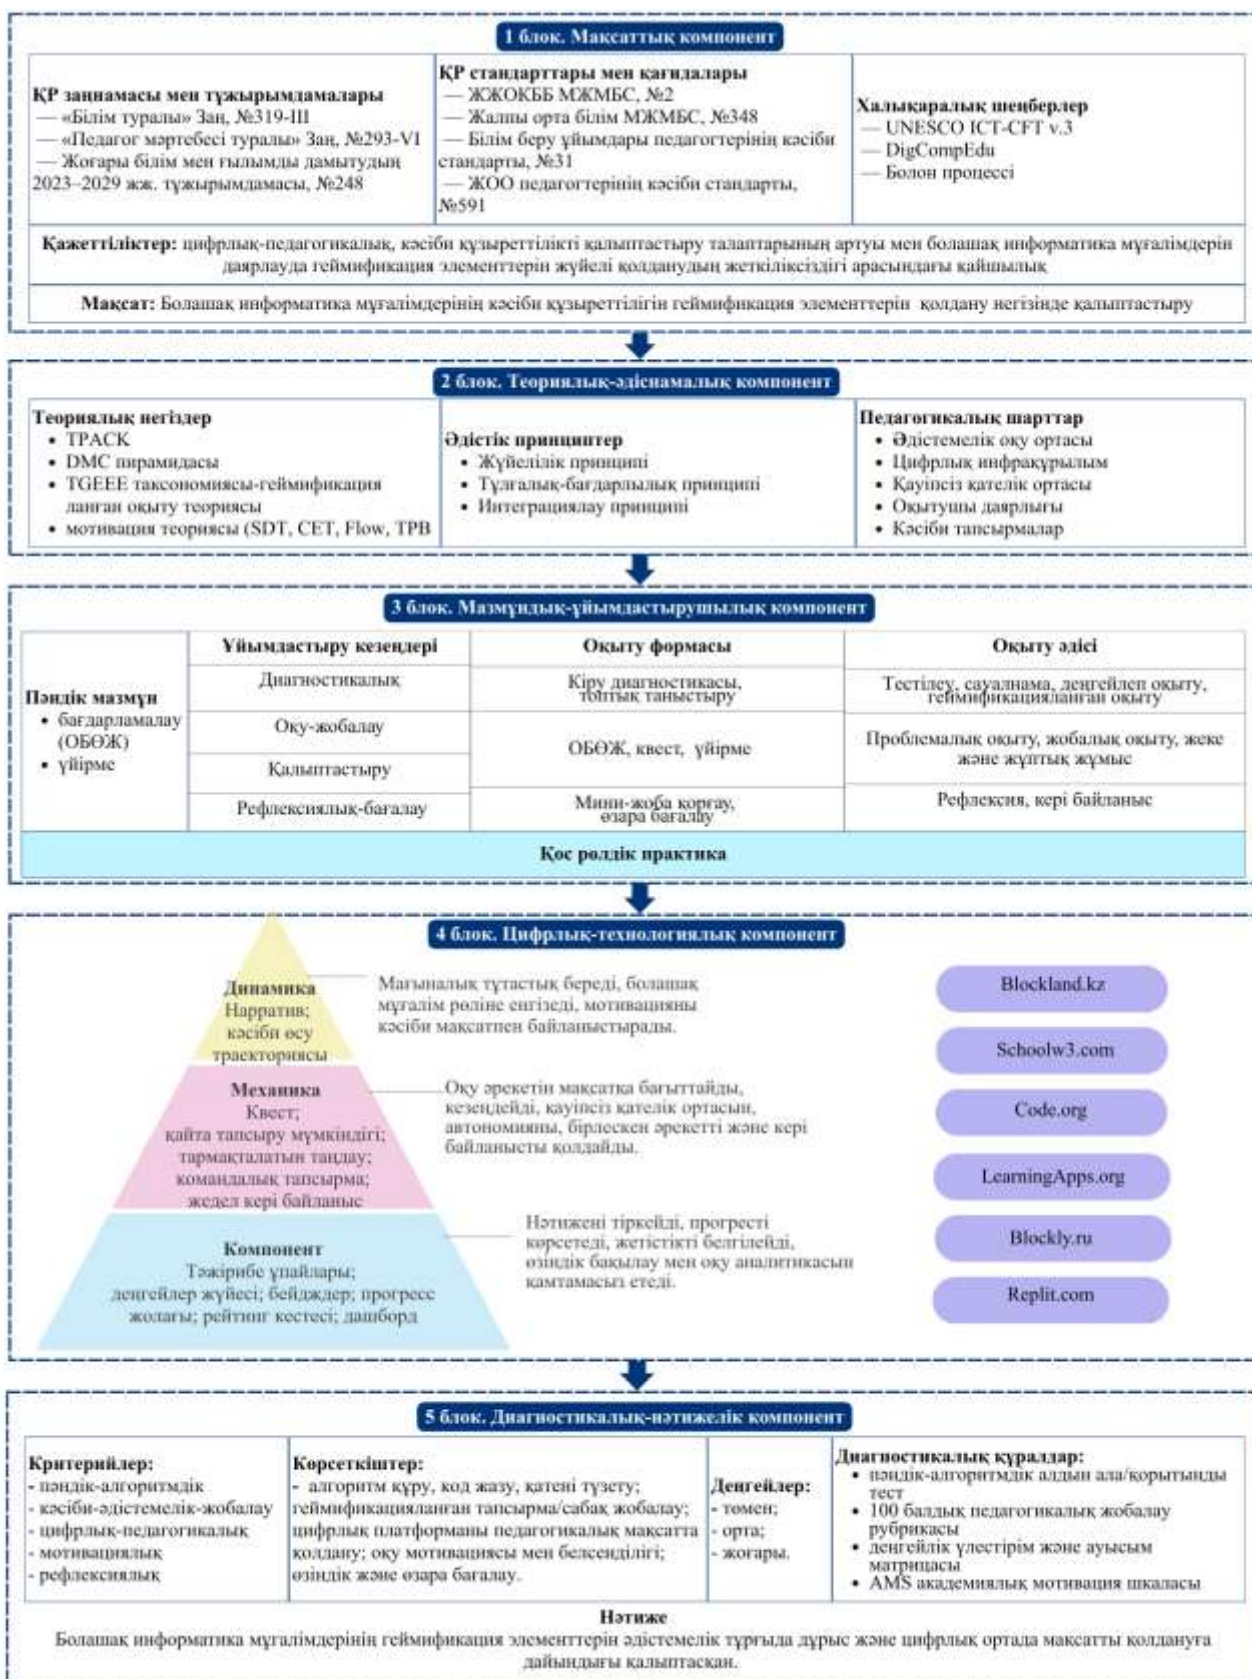 1 блок. Мақсаттық компонент
ҚР заңнамасы мен тұжырымдамалары
— «Білім туралы» Заң, №319-III
— «Педагог мәртебесі туралы» Заң, №293-VI
— Жоғары білім мен ғылымды дамытудың
2023–2029 жж. тұжырымдамасы, №248
ҚР стандарттары мен қағидалары
— ЖЖОКББ МЖМБС, №2
— Жалпы орта білім МЖМБС, №348
— Білім беру ұйымдары педагогтерінің кәсіби
стандарты, №31
— ЖОО педагогтерінің кәсіби стандарты,
№591
Халықаралық шеңберлер
— UNESCO ICT-CFT v.3
— DigCompEdu
— Болон процессі
Қажеттіліктер: цифрлық-педагогикалық, кәсіби құзыреттілікті қалыптастыру талаптарының артуы мен болашақ информатика мұғалімдерін
даярлауда геймификация элементтерін жүйелі қолданудың жеткіліксіздігі арасындағы қайшылық
Мақсат: Болашақ информатика мұғалімдерінің кәсіби құзыреттілігін геймификация элементтерін қолдану негізінде қалыптастыру
2 блок. Теориялық-әдіснамалық компонент
Теориялық негіздер
• TPACK
• DMC пирамидасы
• TGEEE таксономиясы-геймификация
ланған оқыту теориясы
• мотивация теориясы (SDT, CET, Flow, TPB
Әдістік принциптер
• Жүйелілік принципі
• Тұлғалық-бағдарлылық принципі
• Интеграциялау принципі
Педагогикалық шарттар
• Әдістемелік оқу ортасы
• Цифрлық инфрақұрылым
• Қауіпсіз қателік ортасы
• Оқытушы даярлығы
• Кәсіби тапсырмалар
3 блок. Мазмұндық-ұйымдастырушылық компонент
Пәндік мазмұн
• бағдарламалау
(ОБӨЖ)
• үйірме
Ұйымдастыру кезеңдері
Оқыту формасы
Оқыту әдісі
Диагностикалық
Кіру диагностикасы,
топтық таныстыру
Тестілеу, сауалнама, деңгейлеп оқыту,
геймификацияланған оқыту
Оқу-жобалау
Қалыптастыру
ОБӨЖ, квест, үйірме
Проблемалық оқыту, жобалық оқыту, жеке
және жұптық жұмыс
Рефлексиялық-бағалау
Мини-жоба қорғау,
өзара бағалау
Рефлексия, кері байланыс
Қос рөлдік практика
4 блок. Цифрлық-технологиялық компонент
Динамика
Нарратив;
кәсіби өсу
траекториясы
Мағыналық тұтастық береді, болашақ
мұғалім рөліне енгізеді, мотивацияны
кәсіби мақсатпен байланыстырады.
Механика
Квест;
қайта тапсыру мүмкіндігі;
тармақталатын таңдау;
командалық тапсырма;
жедел кері байланыс
Оқу әрекетін мақсатқа бағыттайды,
кезеңдейді, қауіпсіз қателік ортасын,
автономияны, бірлескен әрекетті және кері
байланысты қолдайды.
Компонент
Тәжірибе ұпайлары;
деңгейлер жүйесі; бейдждер; прогресс
жолағы; рейтинг кестесі; дашборд
Нәтижені тіркейді, прогресті
көрсетеді, жетістікті белгілейді,
өзіндік бақылау мен оқу аналитикасын
қамтамасыз етеді.
Blockland.kz
Schoolw3.com
Code.org
LearningApps.org
Blockly.ru
Replit.com
5 блок. Диагностикалық-нәтижелік компонент
Критерийлер:
- пәндік-алгоритмдік
- кәсіби-әдістемелік-жобалау
- цифрлық-педагогикалық
- мотивациялық
- рефлексиялық
Көрсеткіштер:
- алгоритм құру, код жазу, қатені түзету;
геймификацияланған тапсырма/сабақ жобалау;
цифрлық платформаны педагогикалық мақсатта
қолдану; оқу мотивациясы мен белсенділігі;
өзіндік және өзара бағалау.
Деңгейлер:
- төмен;
- орта;
- жоғары.
Диагностикалық құралдар:
• пәндік-алгоритмдік алдын ала/қорытынды
тест
• 100 балдық педагогикалық жобалау
рубрикасы
• деңгейлік үлестірім және ауысым
матрицасы
• AMS академиялық мотивация шкаласы
Нәтиже
Болашақ информатика мұғалімдерінің геймификация элементтерін әдістемелік тұрғыда дұрыс және цифрлық ортада мақсатты қолдануға
дайындығы қалыптасқан.